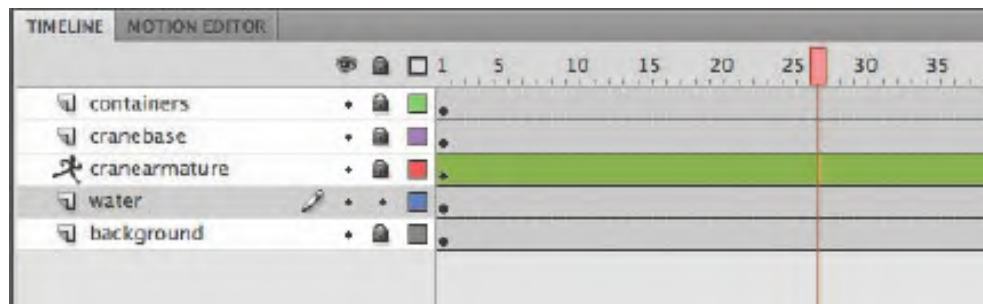 TIMELINE MOTION EDITOR
1 5 10 15 20 25 30 35
containers
cranebase
cranearmature
water
background